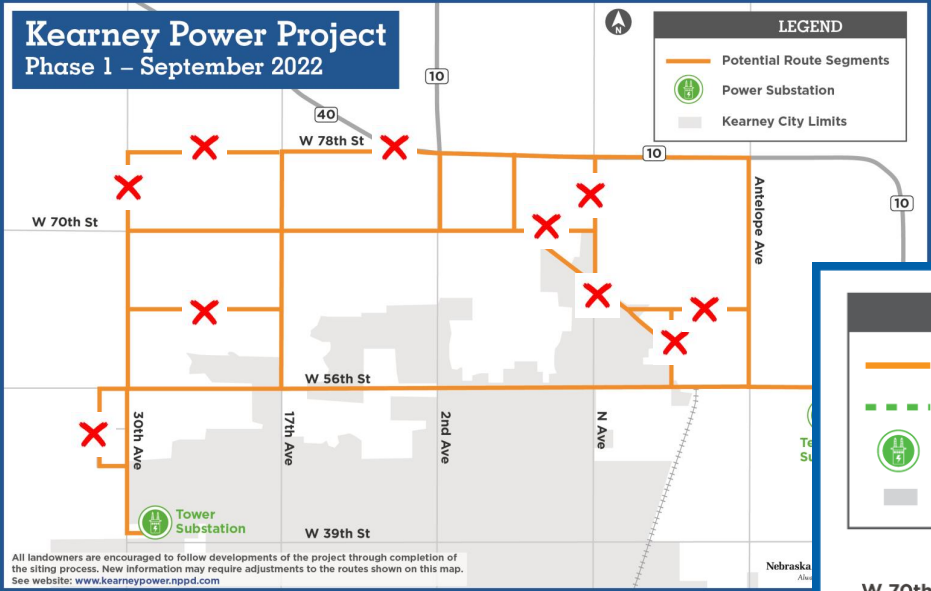 Kearney Power Project
Phase 1 – September 2022
N
LEGEND
Potential Route Segments
Power Substation
Kearney City Limits
10
40
W 78th St
10
10
W 70th St
Antelope Ave
W 56th St
30th Ave
17th Ave
2nd Ave
N Ave
Tower
Substation
W 39th St
All landowners are encouraged to follow developments of the project through completion of
the siting process. New information may require adjustments to the routes shown on this map.
See website: www.kearneypower.nppd.com
Nebraska
W 70th